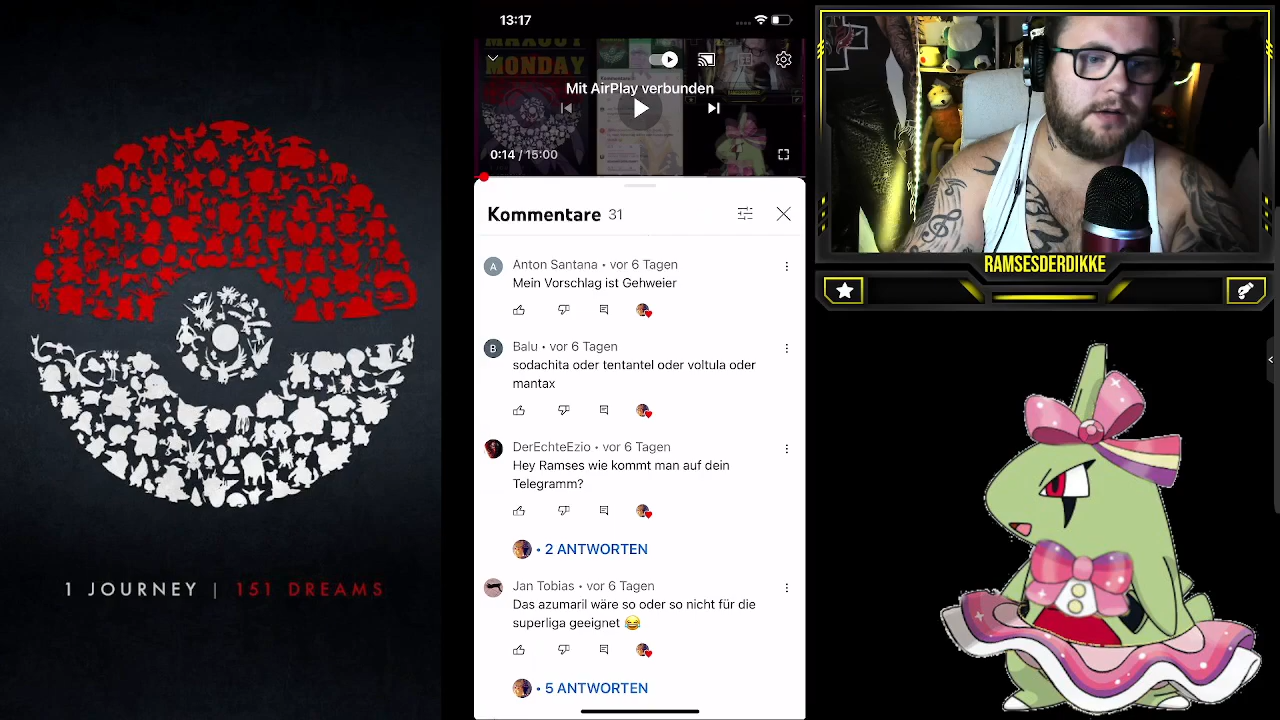 13:17
MAXOUT
MONDAY
Mit AirPlay verbunden
0:14 / 15:00
Kommentare 31
A
Anton Santana • vor 6 Tagen
Mein Vorschlag ist Gehweier
B
Balu • vor 6 Tagen
sodachita oder tentantel oder voltula oder
mantax
DerEchteEzio • vor 6 Tagen
Hey Ramses wie kommt man auf dein
Telegramm?
• 2 ANTWORTEN
Jan Tobias • vor 6 Tagen
Das azumaril wäre so oder so nicht für die
superliga geeignet 😂
• 5 ANTWORTEN
1 JOURNEY | 151 DREAMS
RAMSESDERDIKKE